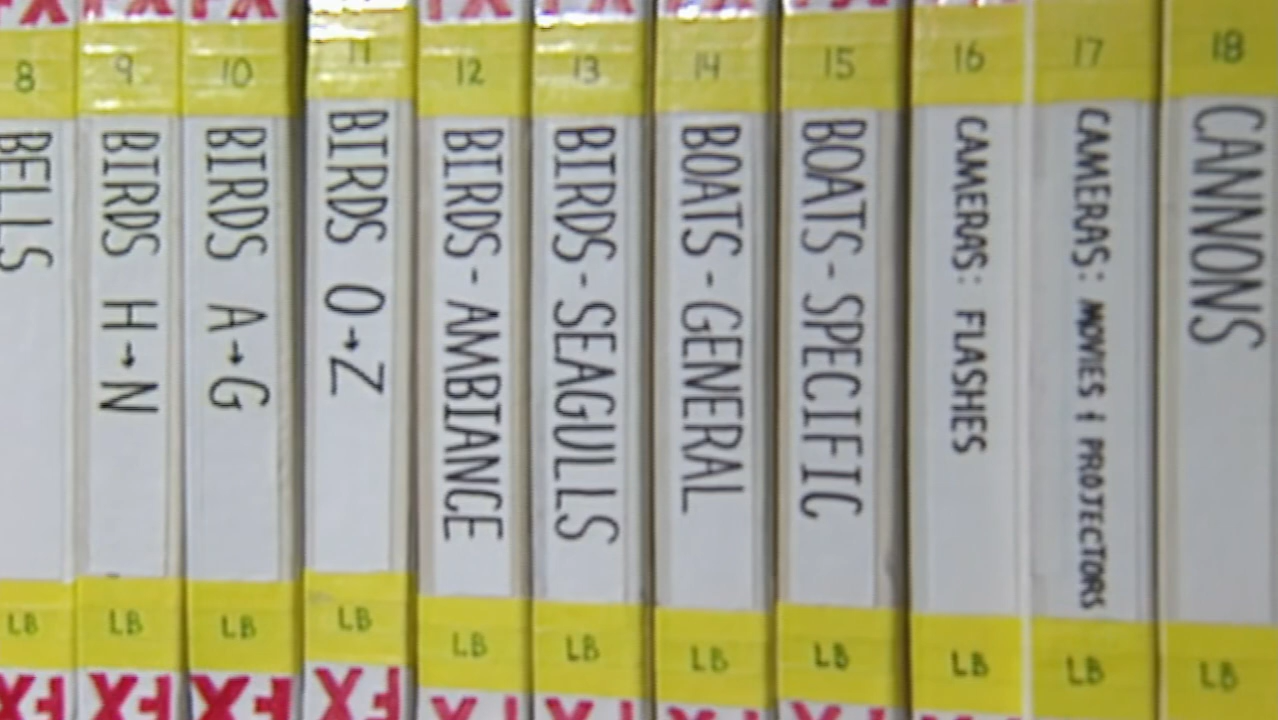 8
BELLS
LB
FX
9
BIRDS H→N
LB
FX
10
BIRDS A→G
LB
FX
11
BIRDS O→Z
LB
FX
12
BIRDS - AMBIANCE
LB
13
BIRDS - SEAGULLS
LB
14
BOATS - GENERAL
LB
15
BOATS - SPECIFIC
LB
16
CAMERAS: FLASHES
LB
17
CAMERAS: MOVIES & PROJECTORS
LB
18
CANNONS
LB